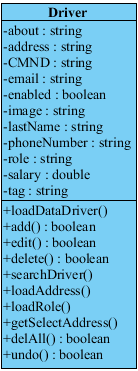 Driver
-about : string
-address : string
-CMND : string
-email : string
-enabled : boolean
-image : string
-lastName : string
-phoneNumber : string
-role : string
-salary : double
-tag : string
+loadDataDriver()
+add() : boolean
+edit() : boolean
+delete() : boolean
+searchDriver()
+loadAddress()
+loadRole()
+getSelectAddress()
+delAll() : boolean
+undo() : boolean